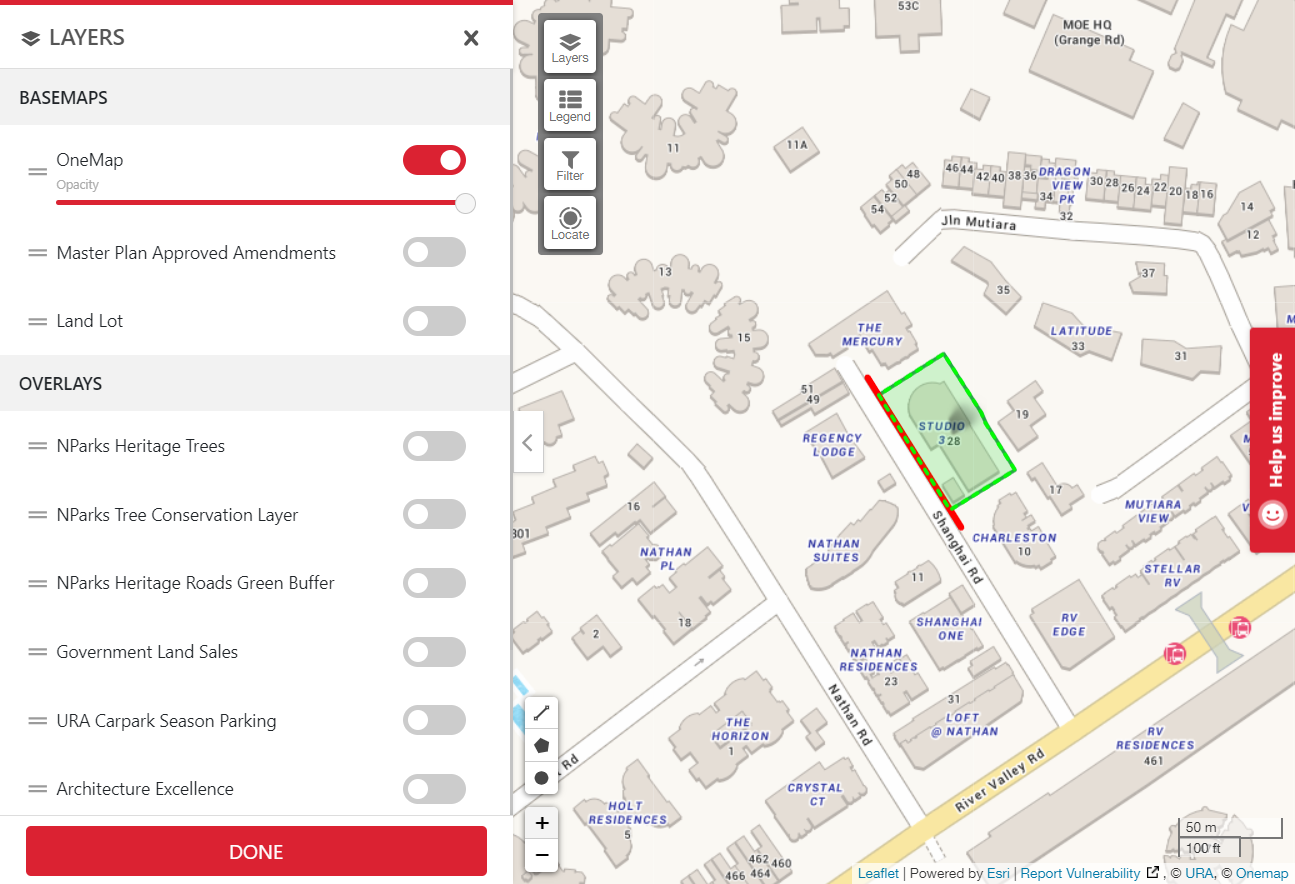 LAYERS
BASEMAPS
OneMap
Opacity
Master Plan Approved Amendments
Land Lot
OVERLAYS
NParks Heritage Trees
NParks Tree Conservation Layer
NParks Heritage Roads Green Buffer
Government Land Sales
URA Carpark Season Parking
Architecture Excellence
DONE
Layers
Legend
Filter
Locate
53C
MOE HQ
(Grange Rd)
11
11A
48
50
52
54
46
44
42
40
38
36
DRAGON
VIEW
PK
34
32
30
28
26
24
22
20
18
16
14
12
Jln Mutiara
13
15
35
37
THE
MERCURY
LATITUDE
33
31
51
49
STUDIO
3
28
19
REGENCY
LODGE
17
16
301
NATHAN
PL
NATHAN
SUITES
Shanghai Rd
CHARLESTON
10
MUTIARA
VIEW
STELLAR
RV
11
18
2
SHANGHAI
ONE
RV
EDGE
NATHAN
RESIDENCES
23
31
LOFT
@ NATHAN
Nathan Rd
THE
HORIZON
1
RV
RESIDENCES
461
River Valley Rd
Rd
CRYSTAL
CT
HOLT
RESIDENCES
5
462
460
466
464
+
−
Help us improve
50 m
100 ft
Leaflet | Powered by Esri | Report Vulnerability , © URA, © Onemap